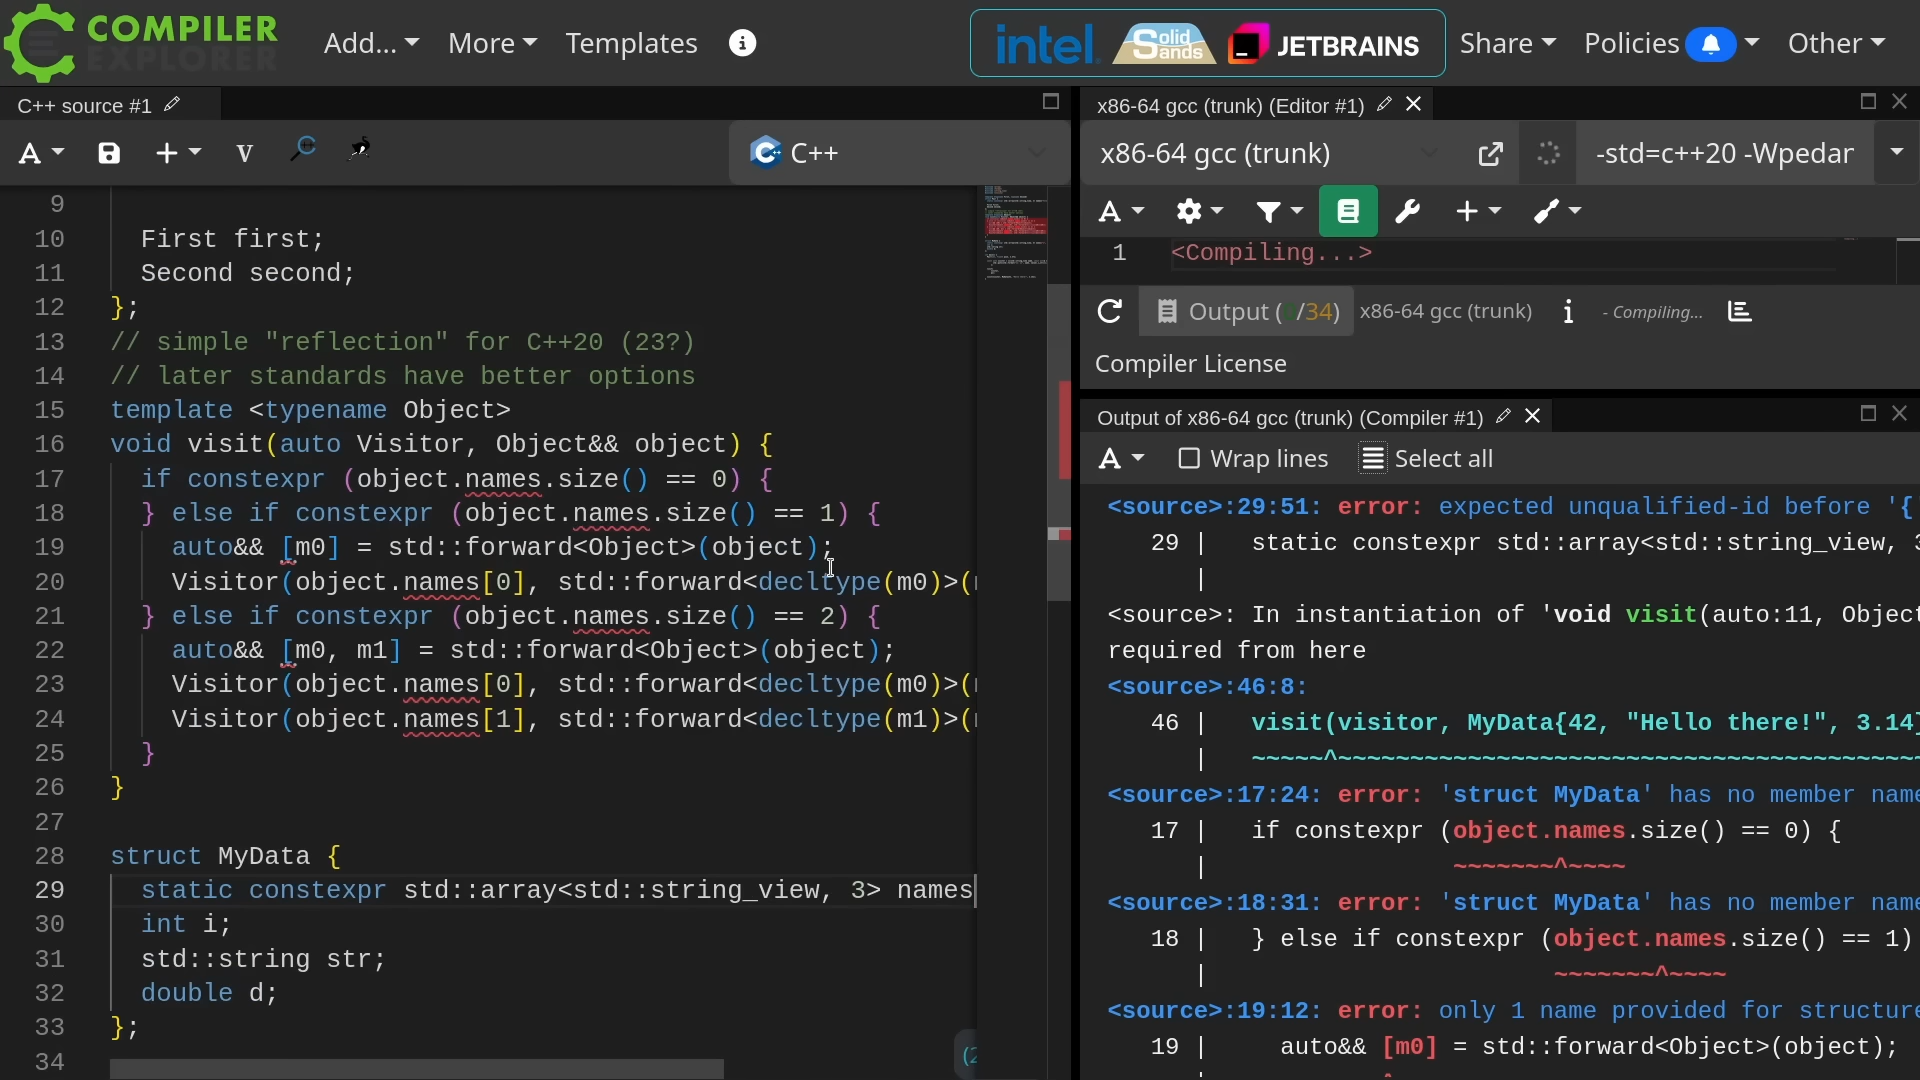 COMPILER
EXPLORER
Add...
More
Templates
intel.
Solid
Sands
JETBRAINS
Share
Policies
Other
C++ source #1
A
V
C++
9
10 First first;
11 Second second;
12 };
13 // simple "reflection" for C++20 (23?)
14 // later standards have better options
15 template <typename Object>
16 void visit(auto Visitor, Object&& object) {
17 if constexpr (object.names.size() == 0) {
18 } else if constexpr (object.names.size() == 1) {
19 auto&& [m0] = std::forward<Object>(object);
20 Visitor(object.names[0], std::forward<decltype(m0)>(
21 } else if constexpr (object.names.size() == 2) {
22 auto&& [m0, m1] = std::forward<Object>(object);
23 Visitor(object.names[0], std::forward<decltype(m0)>(
24 Visitor(object.names[1], std::forward<decltype(m1)>(
25 }
26 }
27
28 struct MyData {
29 static constexpr std::array<std::string_view, 3> names
30 int i;
31 std::string str;
32 double d;
33 };
34
x86-64 gcc (trunk) (Editor #1)
x86-64 gcc (trunk)
-std=c++20 -Wpedan
A
1 <Compiling...>
Output ( /34) x86-64 gcc (trunk) i - Compiling...
Compiler License
Output of x86-64 gcc (trunk) (Compiler #1)
A Wrap lines Select all
<source>:29:51: error: expected unqualified-id before '{
29 | static constexpr std::array<std::string_view, 3
|
<source>: In instantiation of 'void visit(auto:11, Object
required from here
<source>:46:8:
46 | visit(visitor, MyData{42, "Hello there!", 3.14}
| ~~~~~^~~~~~~~~~~~~~~~~~~~~~~~~~~~~~~~~~~~~~~~~~
<source>:17:24: error: 'struct MyData' has no member name
17 | if constexpr (object.names.size() == 0) {
| ~~~~~~~^~~~~
<source>:18:31: error: 'struct MyData' has no member name
18 | } else if constexpr (object.names.size() == 1)
| ~~~~~~~^~~~~
<source>:19:12: error: only 1 name provided for structure
19 | auto&& [m0] = std::forward<Object>(object);
| ^